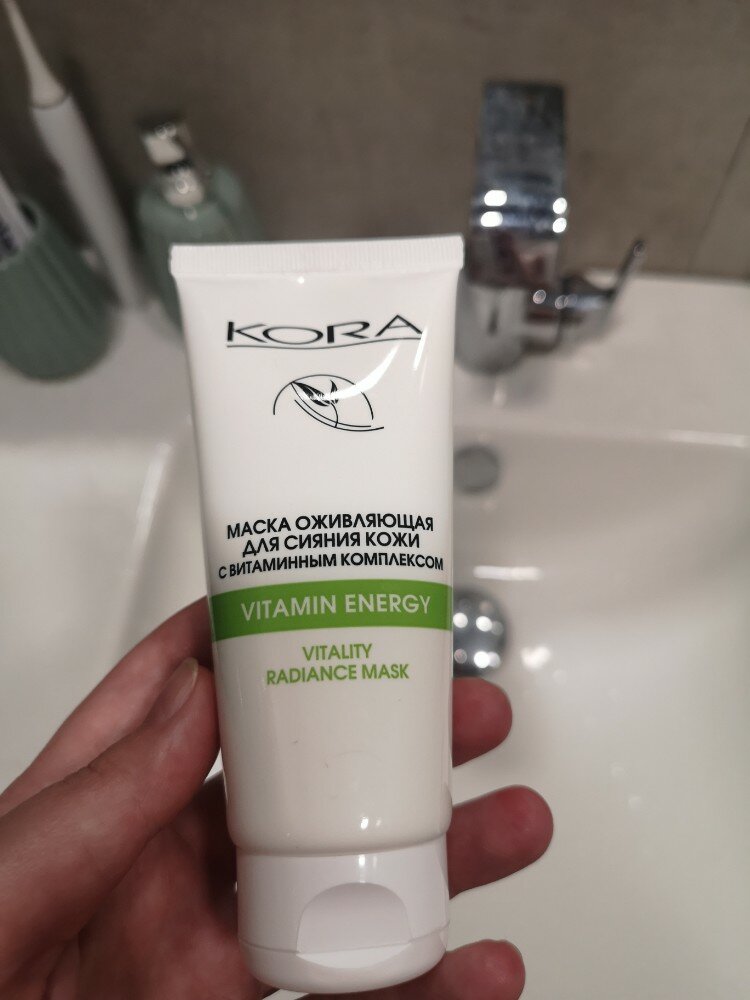 KORA
МАСКА ОЖИВЛЯЮЩАЯ
ДЛЯ СИЯНИЯ КОЖИ
С ВИТАМИННЫМ КОМПЛЕКСОМ
VITAMIN ENERGY
VITALITY
RADIANCE MASK